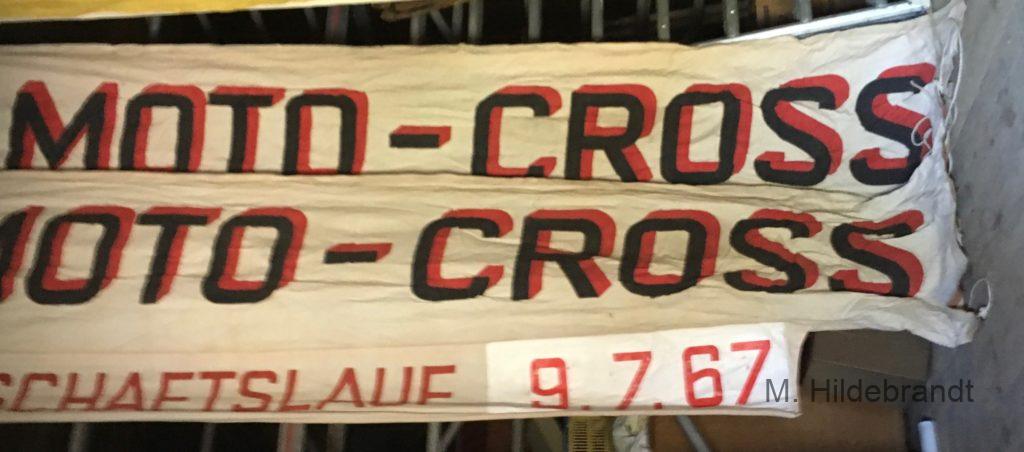 MOTO-CROSS
MOTO-CROSS
SCHAFTSLAUF 9.7.67
M. Hildebrandt